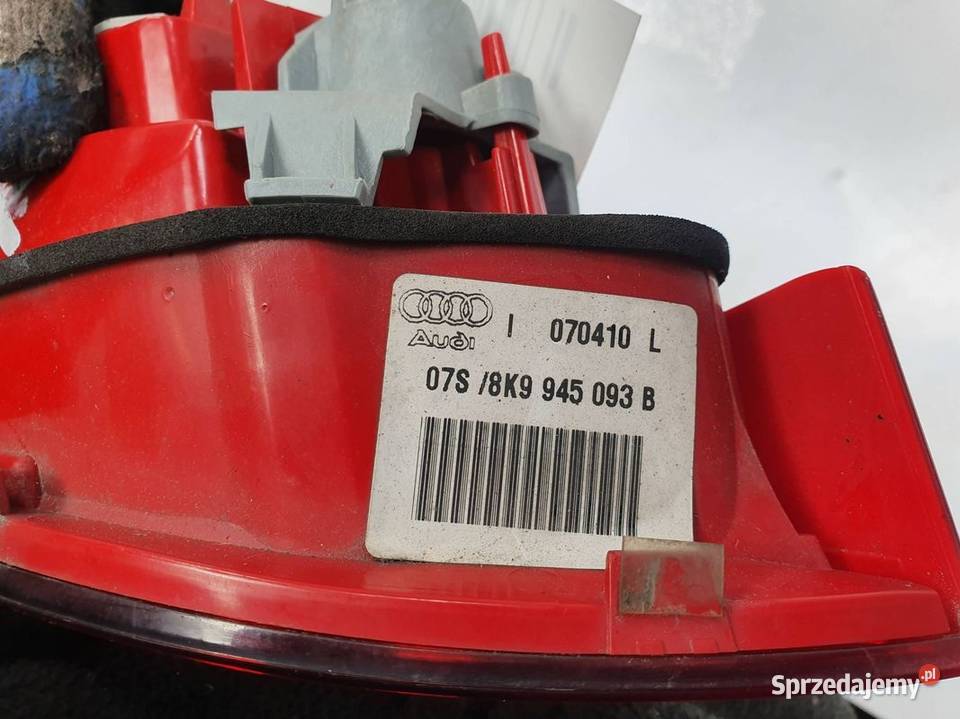 I 070410 L
Audi
07S /8K9 945 093 B
Sprzedajemy.pl